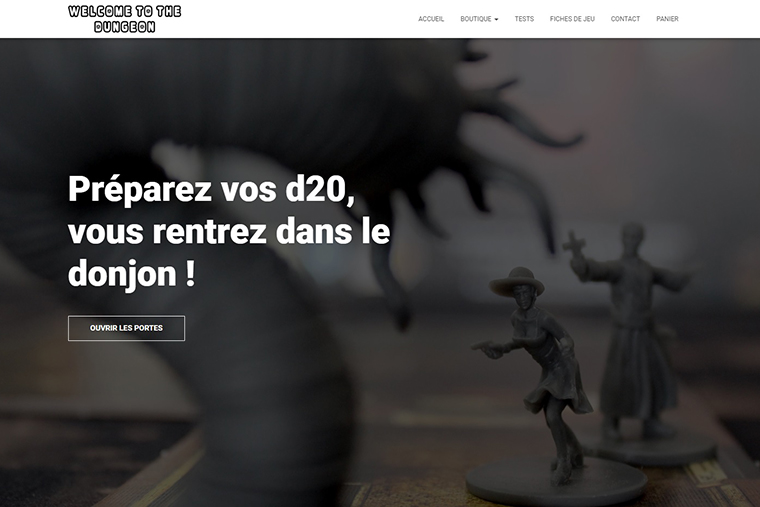 WELCOME TO THE
DUNGEON
ACCUEIL BOUTIQUE TESTS FICHES DE JEU CONTACT PANIER
Préparez vos d20,
vous rentrez dans le
donjon !
OUVRIR LES PORTES